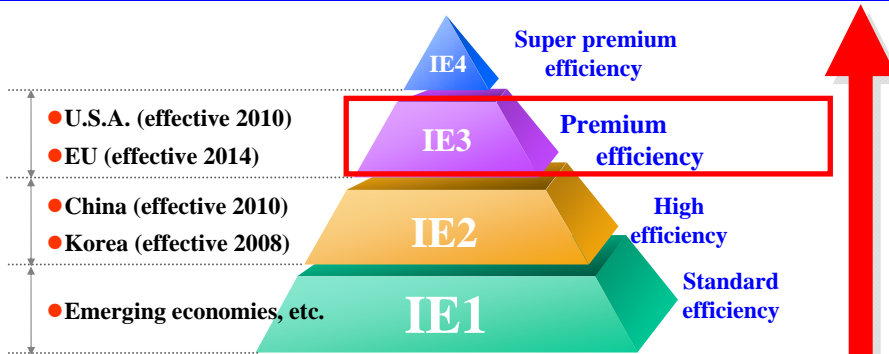 IE4
Super premium
efficiency
●U.S.A. (effective 2010)
●EU (effective 2014)
IE3
Premium
efficiency
●China (effective 2010)
●Korea (effective 2008)
IE2
High
efficiency
●Emerging economies, etc.
IE1
Standard
efficiency